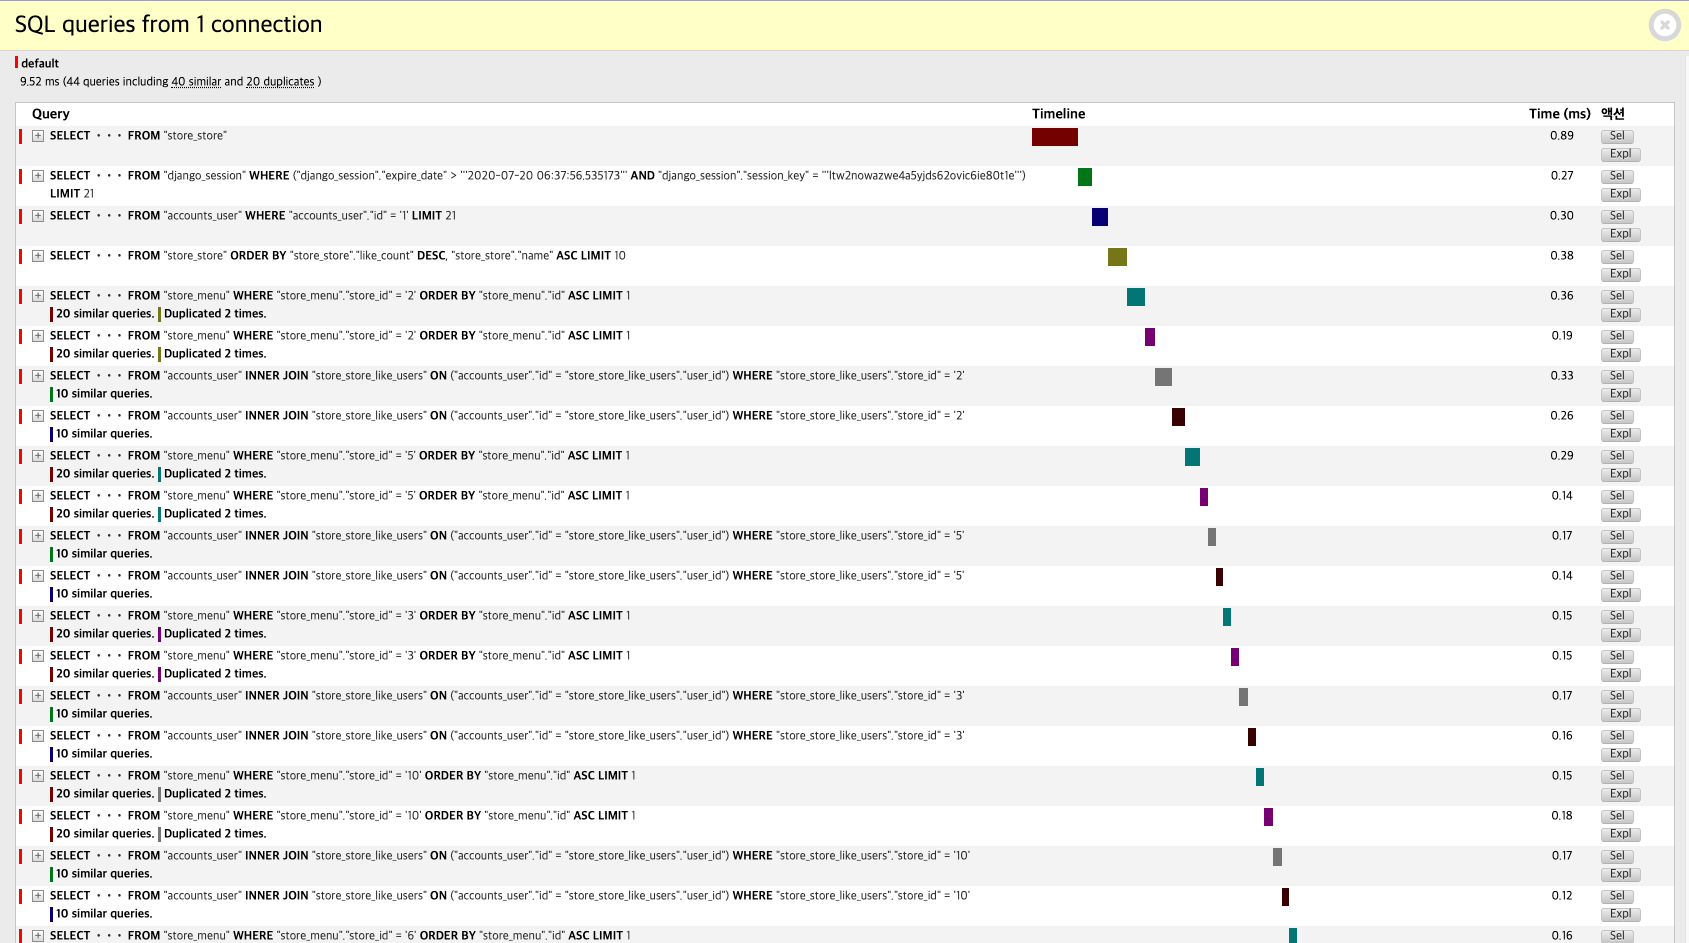 SQL queries from 1 connection
default
9.52 ms (44 queries including 40 similar and 20 duplicates )
Query Timeline Time (ms) 액션
+ SELECT ••• FROM "store_store" 0.89 Sel
Expl
+ SELECT ••• FROM "django_session" WHERE ("django_session"."expire_date" > '''2020-07-20 06:37:56.535173''' AND "django_session"."session_key" = '''ltw2nowazwe4a5yjds62ovic6ie80t1e''') 0.27 Sel
LIMIT 21 Expl
+ SELECT ••• FROM "accounts_user" WHERE "accounts_user"."id" = '1' LIMIT 21 0.30 Sel
Expl
+ SELECT ••• FROM "store_store" ORDER BY "store_store"."like_count" DESC, "store_store"."name" ASC LIMIT 10 0.38 Sel
Expl
+ SELECT ••• FROM "store_menu" WHERE "store_menu"."store_id" = '2' ORDER BY "store_menu"."id" ASC LIMIT 1 0.36 Sel
20 similar queries. Duplicated 2 times. Expl
+ SELECT ••• FROM "store_menu" WHERE "store_menu"."store_id" = '2' ORDER BY "store_menu"."id" ASC LIMIT 1 0.19 Sel
20 similar queries. Duplicated 2 times. Expl
+ SELECT ••• FROM "accounts_user" INNER JOIN "store_store_like_users" ON ("accounts_user"."id" = "store_store_like_users"."user_id") WHERE "store_store_like_users"."store_id" = '2' 0.33 Sel
10 similar queries. Expl
+ SELECT ••• FROM "accounts_user" INNER JOIN "store_store_like_users" ON ("accounts_user"."id" = "store_store_like_users"."user_id") WHERE "store_store_like_users"."store_id" = '2' 0.26 Sel
10 similar queries. Expl
+ SELECT ••• FROM "store_menu" WHERE "store_menu"."store_id" = '5' ORDER BY "store_menu"."id" ASC LIMIT 1 0.29 Sel
20 similar queries. Duplicated 2 times. Expl
+ SELECT ••• FROM "store_menu" WHERE "store_menu"."store_id" = '5' ORDER BY "store_menu"."id" ASC LIMIT 1 0.14 Sel
20 similar queries. Duplicated 2 times. Expl
+ SELECT ••• FROM "accounts_user" INNER JOIN "store_store_like_users" ON ("accounts_user"."id" = "store_store_like_users"."user_id") WHERE "store_store_like_users"."store_id" = '5' 0.17 Sel
10 similar queries. Expl
+ SELECT ••• FROM "accounts_user" INNER JOIN "store_store_like_users" ON ("accounts_user"."id" = "store_store_like_users"."user_id") WHERE "store_store_like_users"."store_id" = '5' 0.14 Sel
10 similar queries. Expl
+ SELECT ••• FROM "store_menu" WHERE "store_menu"."store_id" = '3' ORDER BY "store_menu"."id" ASC LIMIT 1 0.15 Sel
20 similar queries. Duplicated 2 times. Expl
+ SELECT ••• FROM "store_menu" WHERE "store_menu"."store_id" = '3' ORDER BY "store_menu"."id" ASC LIMIT 1 0.15 Sel
20 similar queries. Duplicated 2 times. Expl
+ SELECT ••• FROM "accounts_user" INNER JOIN "store_store_like_users" ON ("accounts_user"."id" = "store_store_like_users"."user_id") WHERE "store_store_like_users"."store_id" = '3' 0.17 Sel
10 similar queries. Expl
+ SELECT ••• FROM "accounts_user" INNER JOIN "store_store_like_users" ON ("accounts_user"."id" = "store_store_like_users"."user_id") WHERE "store_store_like_users"."store_id" = '3' 0.16 Sel
10 similar queries. Expl
+ SELECT ••• FROM "store_menu" WHERE "store_menu"."store_id" = '10' ORDER BY "store_menu"."id" ASC LIMIT 1 0.15 Sel
20 similar queries. Duplicated 2 times. Expl
+ SELECT ••• FROM "store_menu" WHERE "store_menu"."store_id" = '10' ORDER BY "store_menu"."id" ASC LIMIT 1 0.18 Sel
20 similar queries. Duplicated 2 times. Expl
+ SELECT ••• FROM "accounts_user" INNER JOIN "store_store_like_users" ON ("accounts_user"."id" = "store_store_like_users"."user_id") WHERE "store_store_like_users"."store_id" = '10' 0.17 Sel
10 similar queries. Expl
+ SELECT ••• FROM "accounts_user" INNER JOIN "store_store_like_users" ON ("accounts_user"."id" = "store_store_like_users"."user_id") WHERE "store_store_like_users"."store_id" = '10' 0.12 Sel
10 similar queries. Expl
+ SELECT ••• FROM "store_menu" WHERE "store_menu"."store_id" = '6' ORDER BY "store_menu"."id" ASC LIMIT 1 0.16 Sel